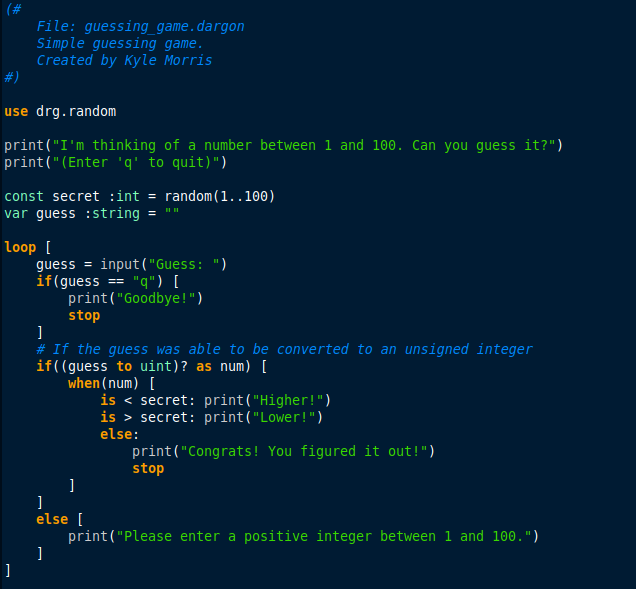 (#
    File: guessing_game.dargon
    Simple guessing game.
    Created by Kyle Morris
#)

use drg.random

print("I'm thinking of a number between 1 and 100. Can you guess it?")
print("(Enter 'q' to quit)")

const secret :int = random(1..100)
var guess :string = ""

loop [
    guess = input("Guess: ")
    if(guess == "q") [
        print("Goodbye!")
        stop
    ]
    # If the guess was able to be converted to an unsigned integer
    if((guess to uint)? as num) [
        when(num) [
            is < secret: print("Higher!")
            is > secret: print("Lower!")
            else:
                print("Congrats! You figured it out!")
                stop
        ]
    ]
    else [
        print("Please enter a positive integer between 1 and 100.")
    ]
]